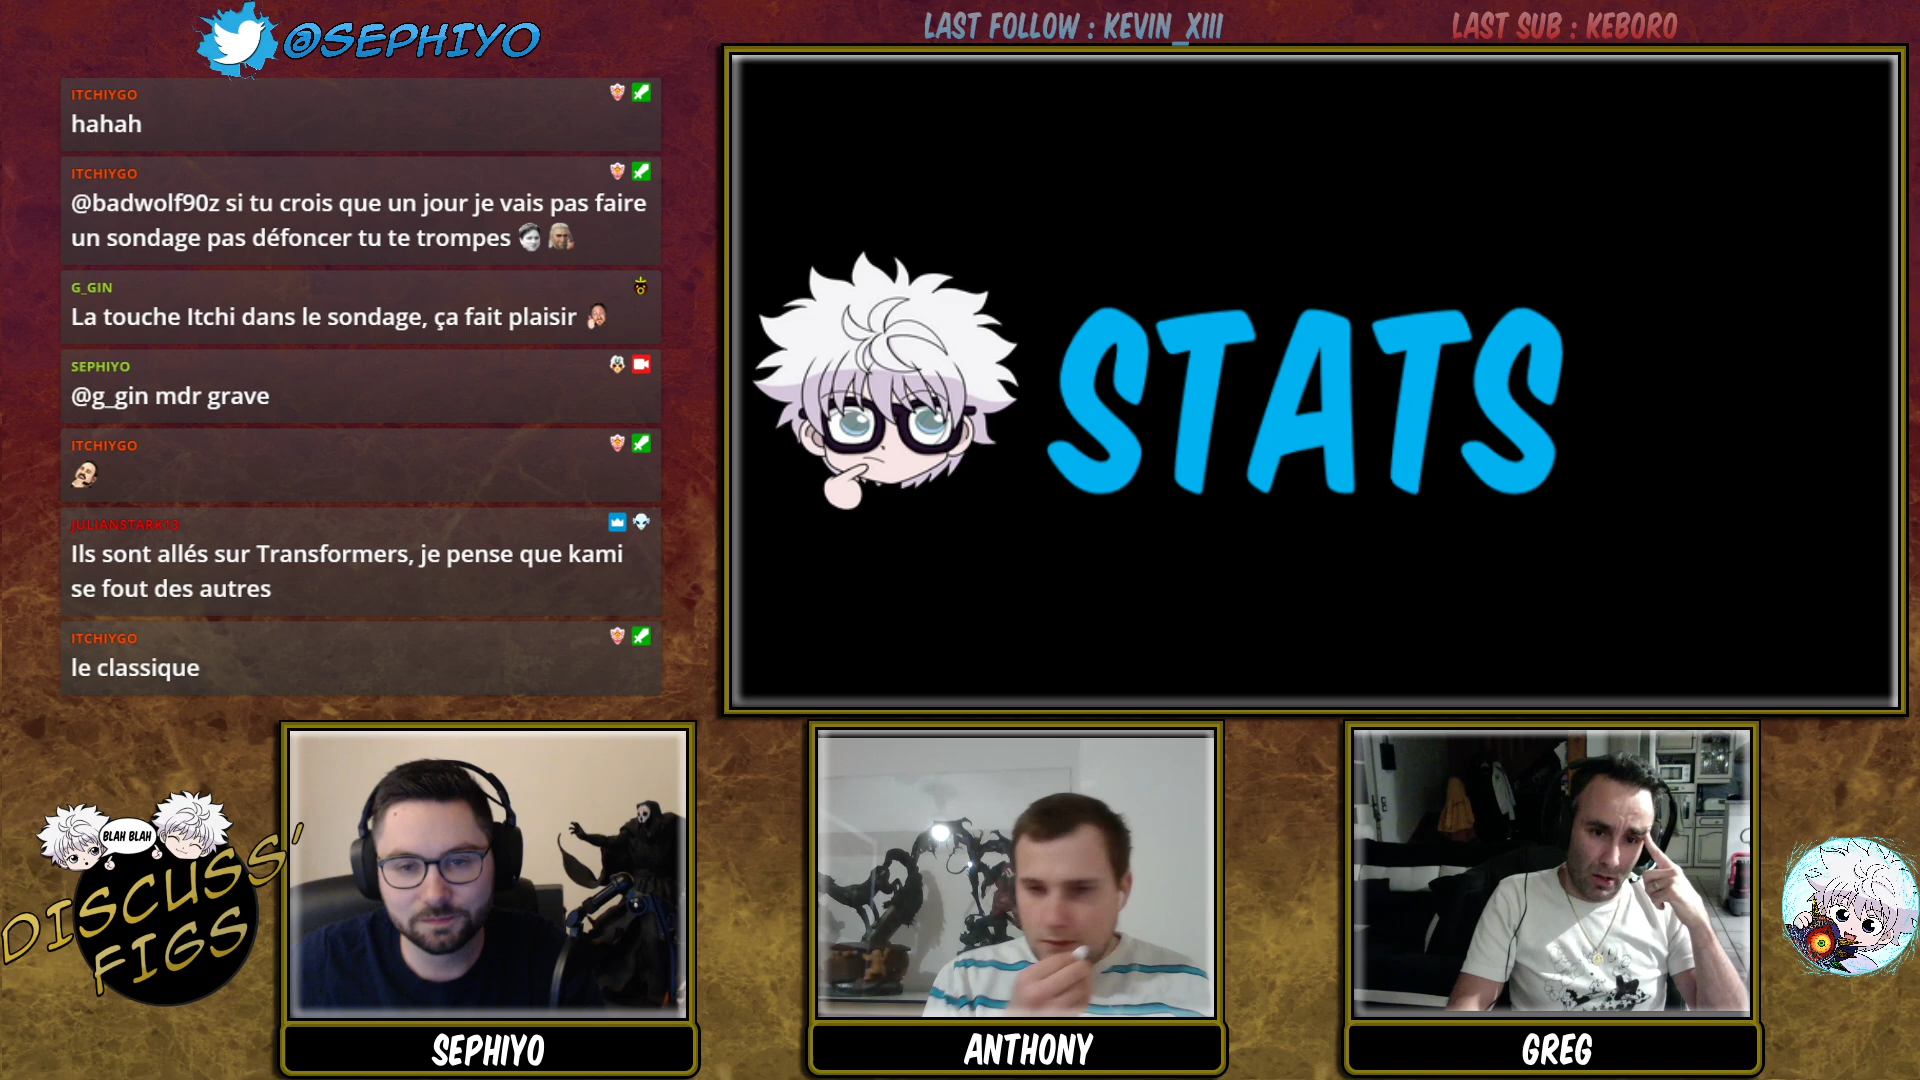 @SEPHIYO
LAST FOLLOW : KEVIN_XIII
LAST SUB : KEBORO
ITCHIYGO
hahah
ITCHIYGO
@badwolf90z si tu crois que un jour je vais pas faire
un sondage pas défoncer tu te trompes
G_GIN
La touche Itchi dans le sondage, ça fait plaisir
SEPHIYO
@g_gin mdr grave
ITCHIYGO
JULIANSTARK13
Ils sont allés sur Transformers, je pense que kami
se fout des autres
ITCHIYGO
le classique
STATS
BLAH BLAH
DISCUSS'
FIGS
SEPHIYO
ANTHONY
GREG